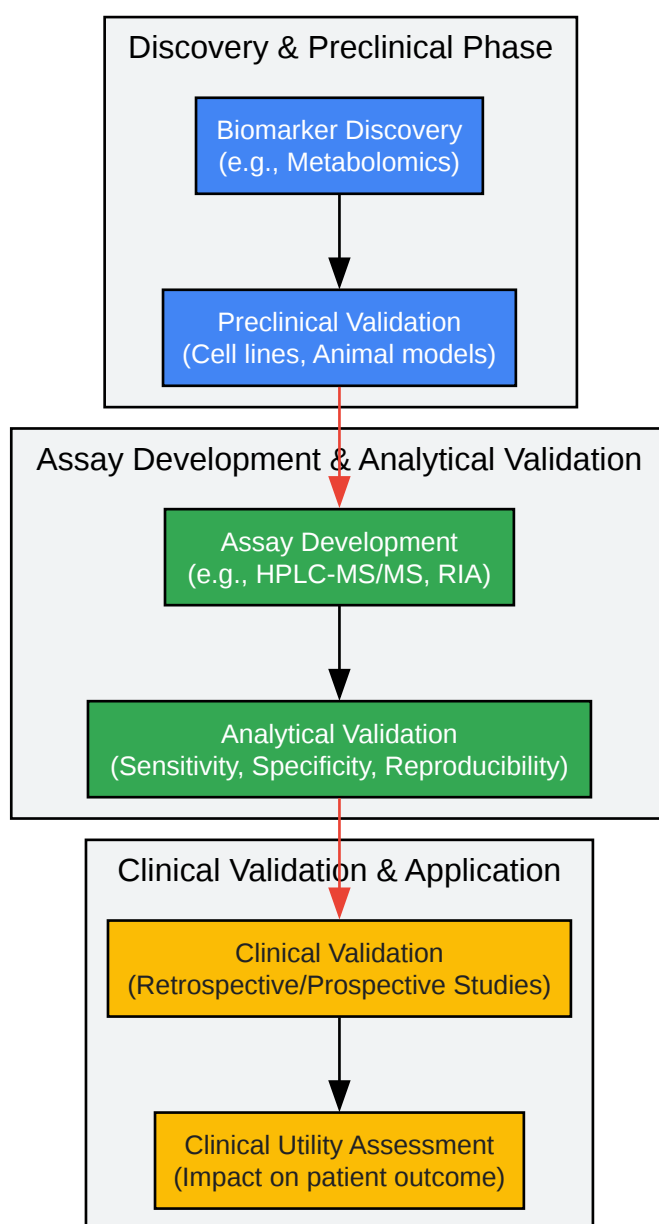 Discovery & Preclinical Phase
Biomarker Discovery
(e.g., Metabolomics)
Preclinical Validation
(Cell lines, Animal models)
Assay Development & Analytical Validation
Assay Development
(e.g., HPLC-MS/MS, RIA)
Analytical Validation
(Sensitivity, Specificity, Reproducibility)
Clinical Validation & Application
Clinical Validation
(Retrospective/Prospective Studies)
Clinical Utility Assessment
(Impact on patient outcome)